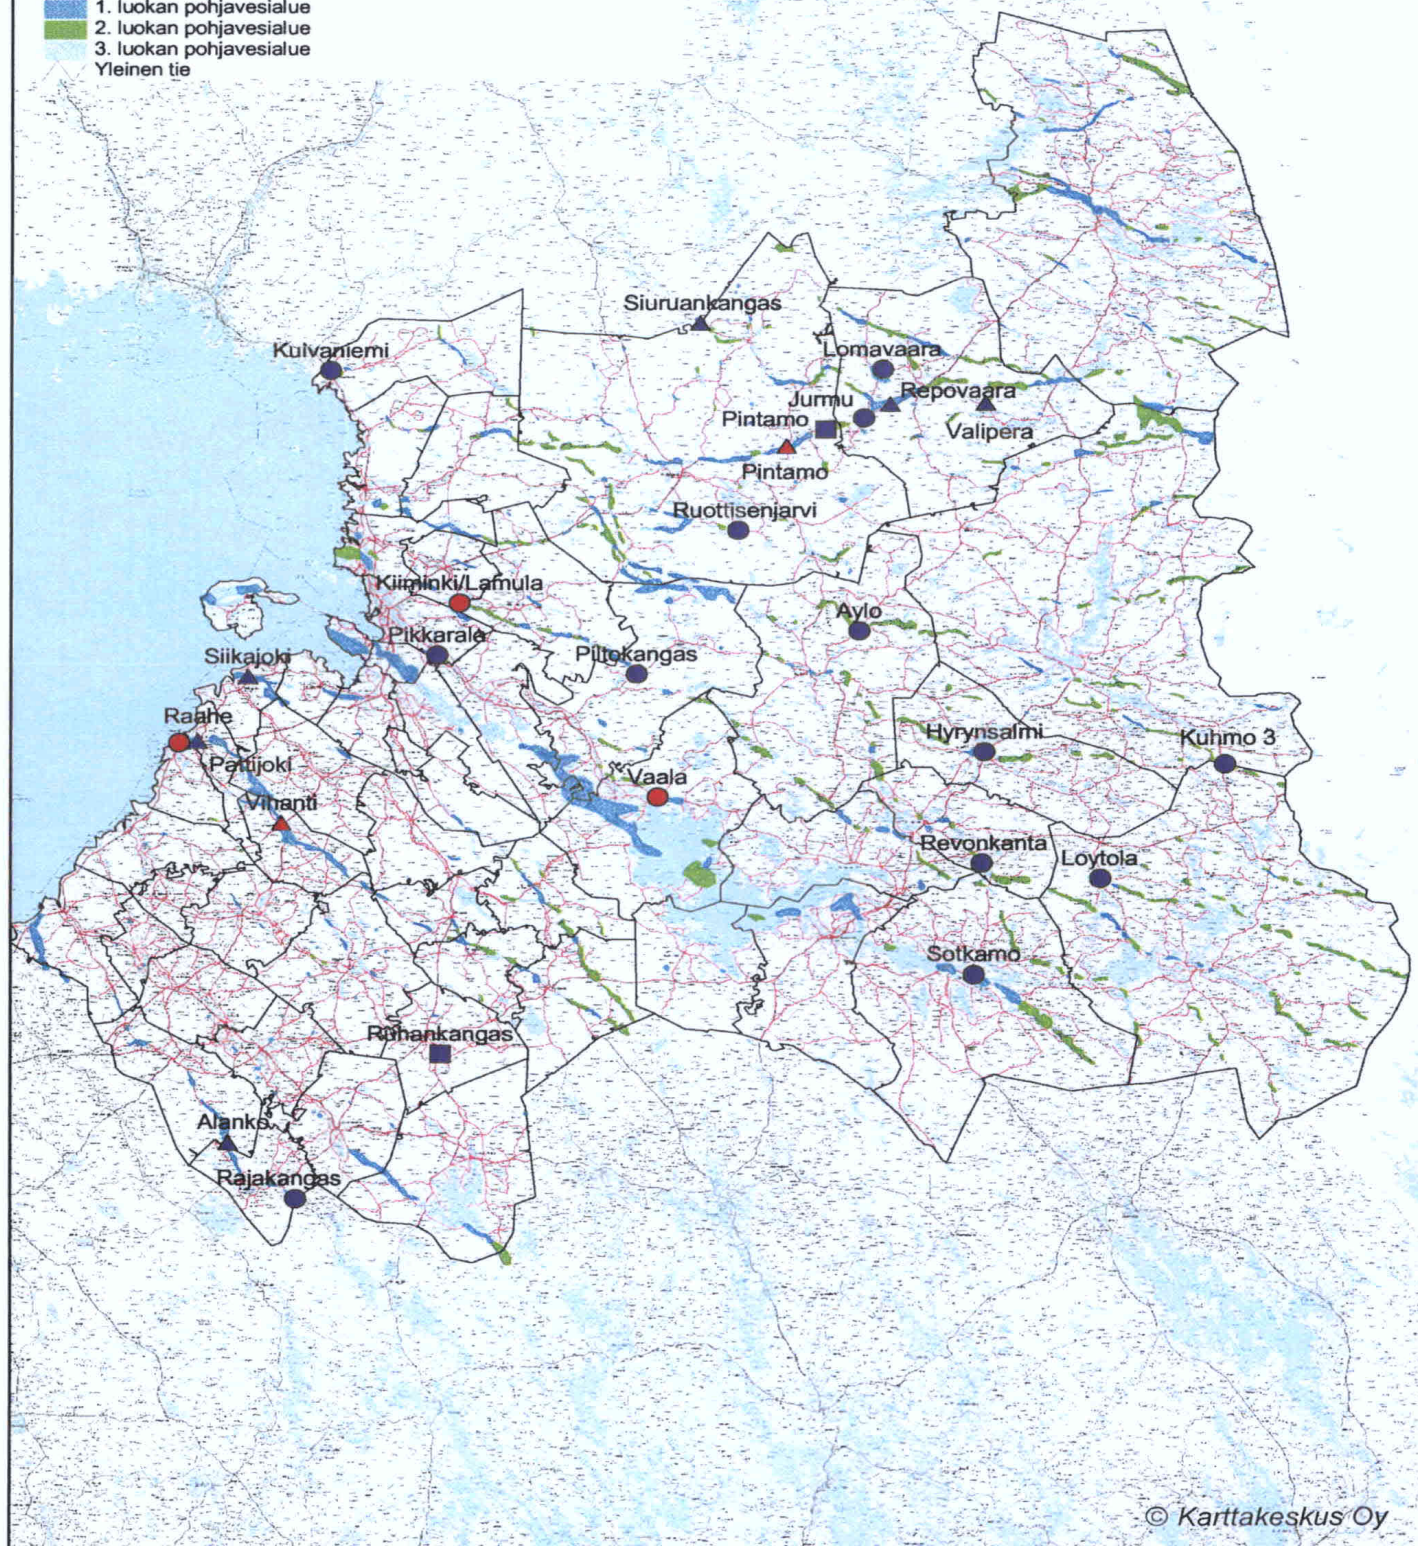 1. luokan pohjavesialue
2. luokan pohjavesialue
3. luokan pohjavesialue
Yleinen tie
Siuruankangas
Kuivaniemi
Lomavaara
Repovaara
Jurmu
Pintamo
Valipera
Pintamo
Ruottisenjarvi
Kiiminki/Lamula
Aylo
Pikkarala
Piltokangas
Siikajoki
Raahe
Hyrynsalmi
Kuhmo 3
Pattijoki
Vaala
Vihanti
Revonkanta
Loytola
Sotkamo
Ruhankangas
Alanko
Rajakangas
© Karttakeskus Oy